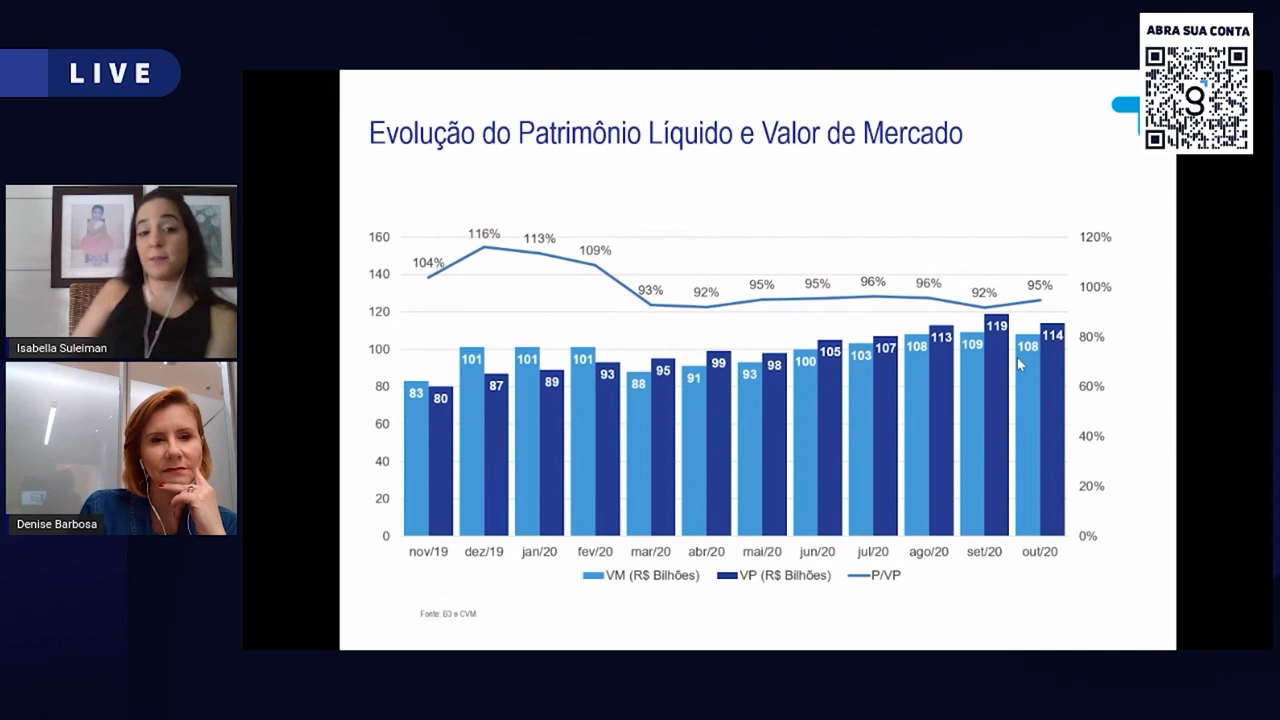 ABRA SUA CONTA
LIVE
Evolução do Patrimônio Líquido e Valor de Mercado
160 140 120 100 80 60 40 20 0
120% 100% 80% 60% 40% 20% 0%
104% 116% 113% 109% 93% 92% 95% 95% 96% 96% 92% 95%
83 80 101 87 101 89 101 93 88 95 91 99 93 98 100 105 103 107 108 113 109 119 108 114
nov/19 dez/19 jan/20 fev/20 mar/20 abr/20 mai/20 jun/20 jul/20 ago/20 set/20 out/20
VM (R$ Bilhões) VP (R$ Bilhões) P/VP
Fonte: B3 e CVM
Isabella Suleiman
Denise Barbosa